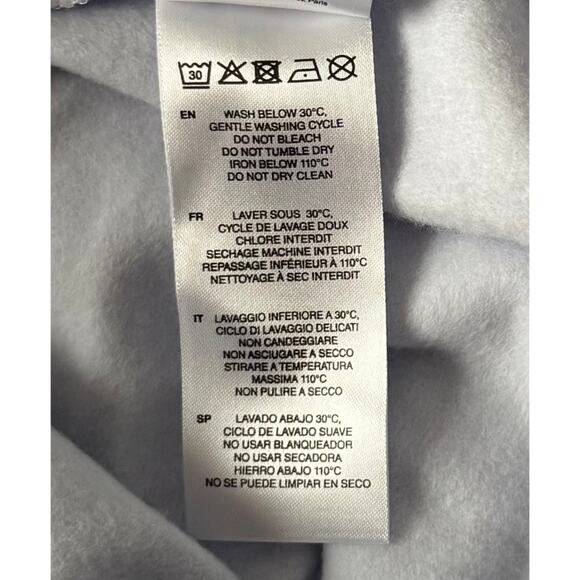 Paris
30
EN WASH BELOW 30°C,
GENTLE WASHING CYCLE
DO NOT BLEACH
DO NOT TUMBLE DRY
IRON BELOW 110°C
DO NOT DRY CLEAN
FR LAVER SOUS 30°C,
CYCLE DE LAVAGE DOUX
CHLORE INTERDIT
SECHAGE MACHINE INTERDIT
REPASSAGE INFÉRIEUR À 110°C
NETTOYAGE À SEC INTERDIT
IT LAVAGGIO INFERIORE A 30°C,
CICLO DI LAVAGGIO DELICATI
NON CANDEGGIARE
NON ASCIUGARE A SECCO
STIRARE A TEMPERATURA
MASSIMA 110°C
NON PULIRE A SECCO
SP LAVADO ABAJO 30°C,
CICLO DE LAVADO SUAVE
NO USAR BLANQUEADOR
NO USAR SECADORA
HIERRO ABAJO 110°C
NO SE PUEDE LIMPIAR EN SECO